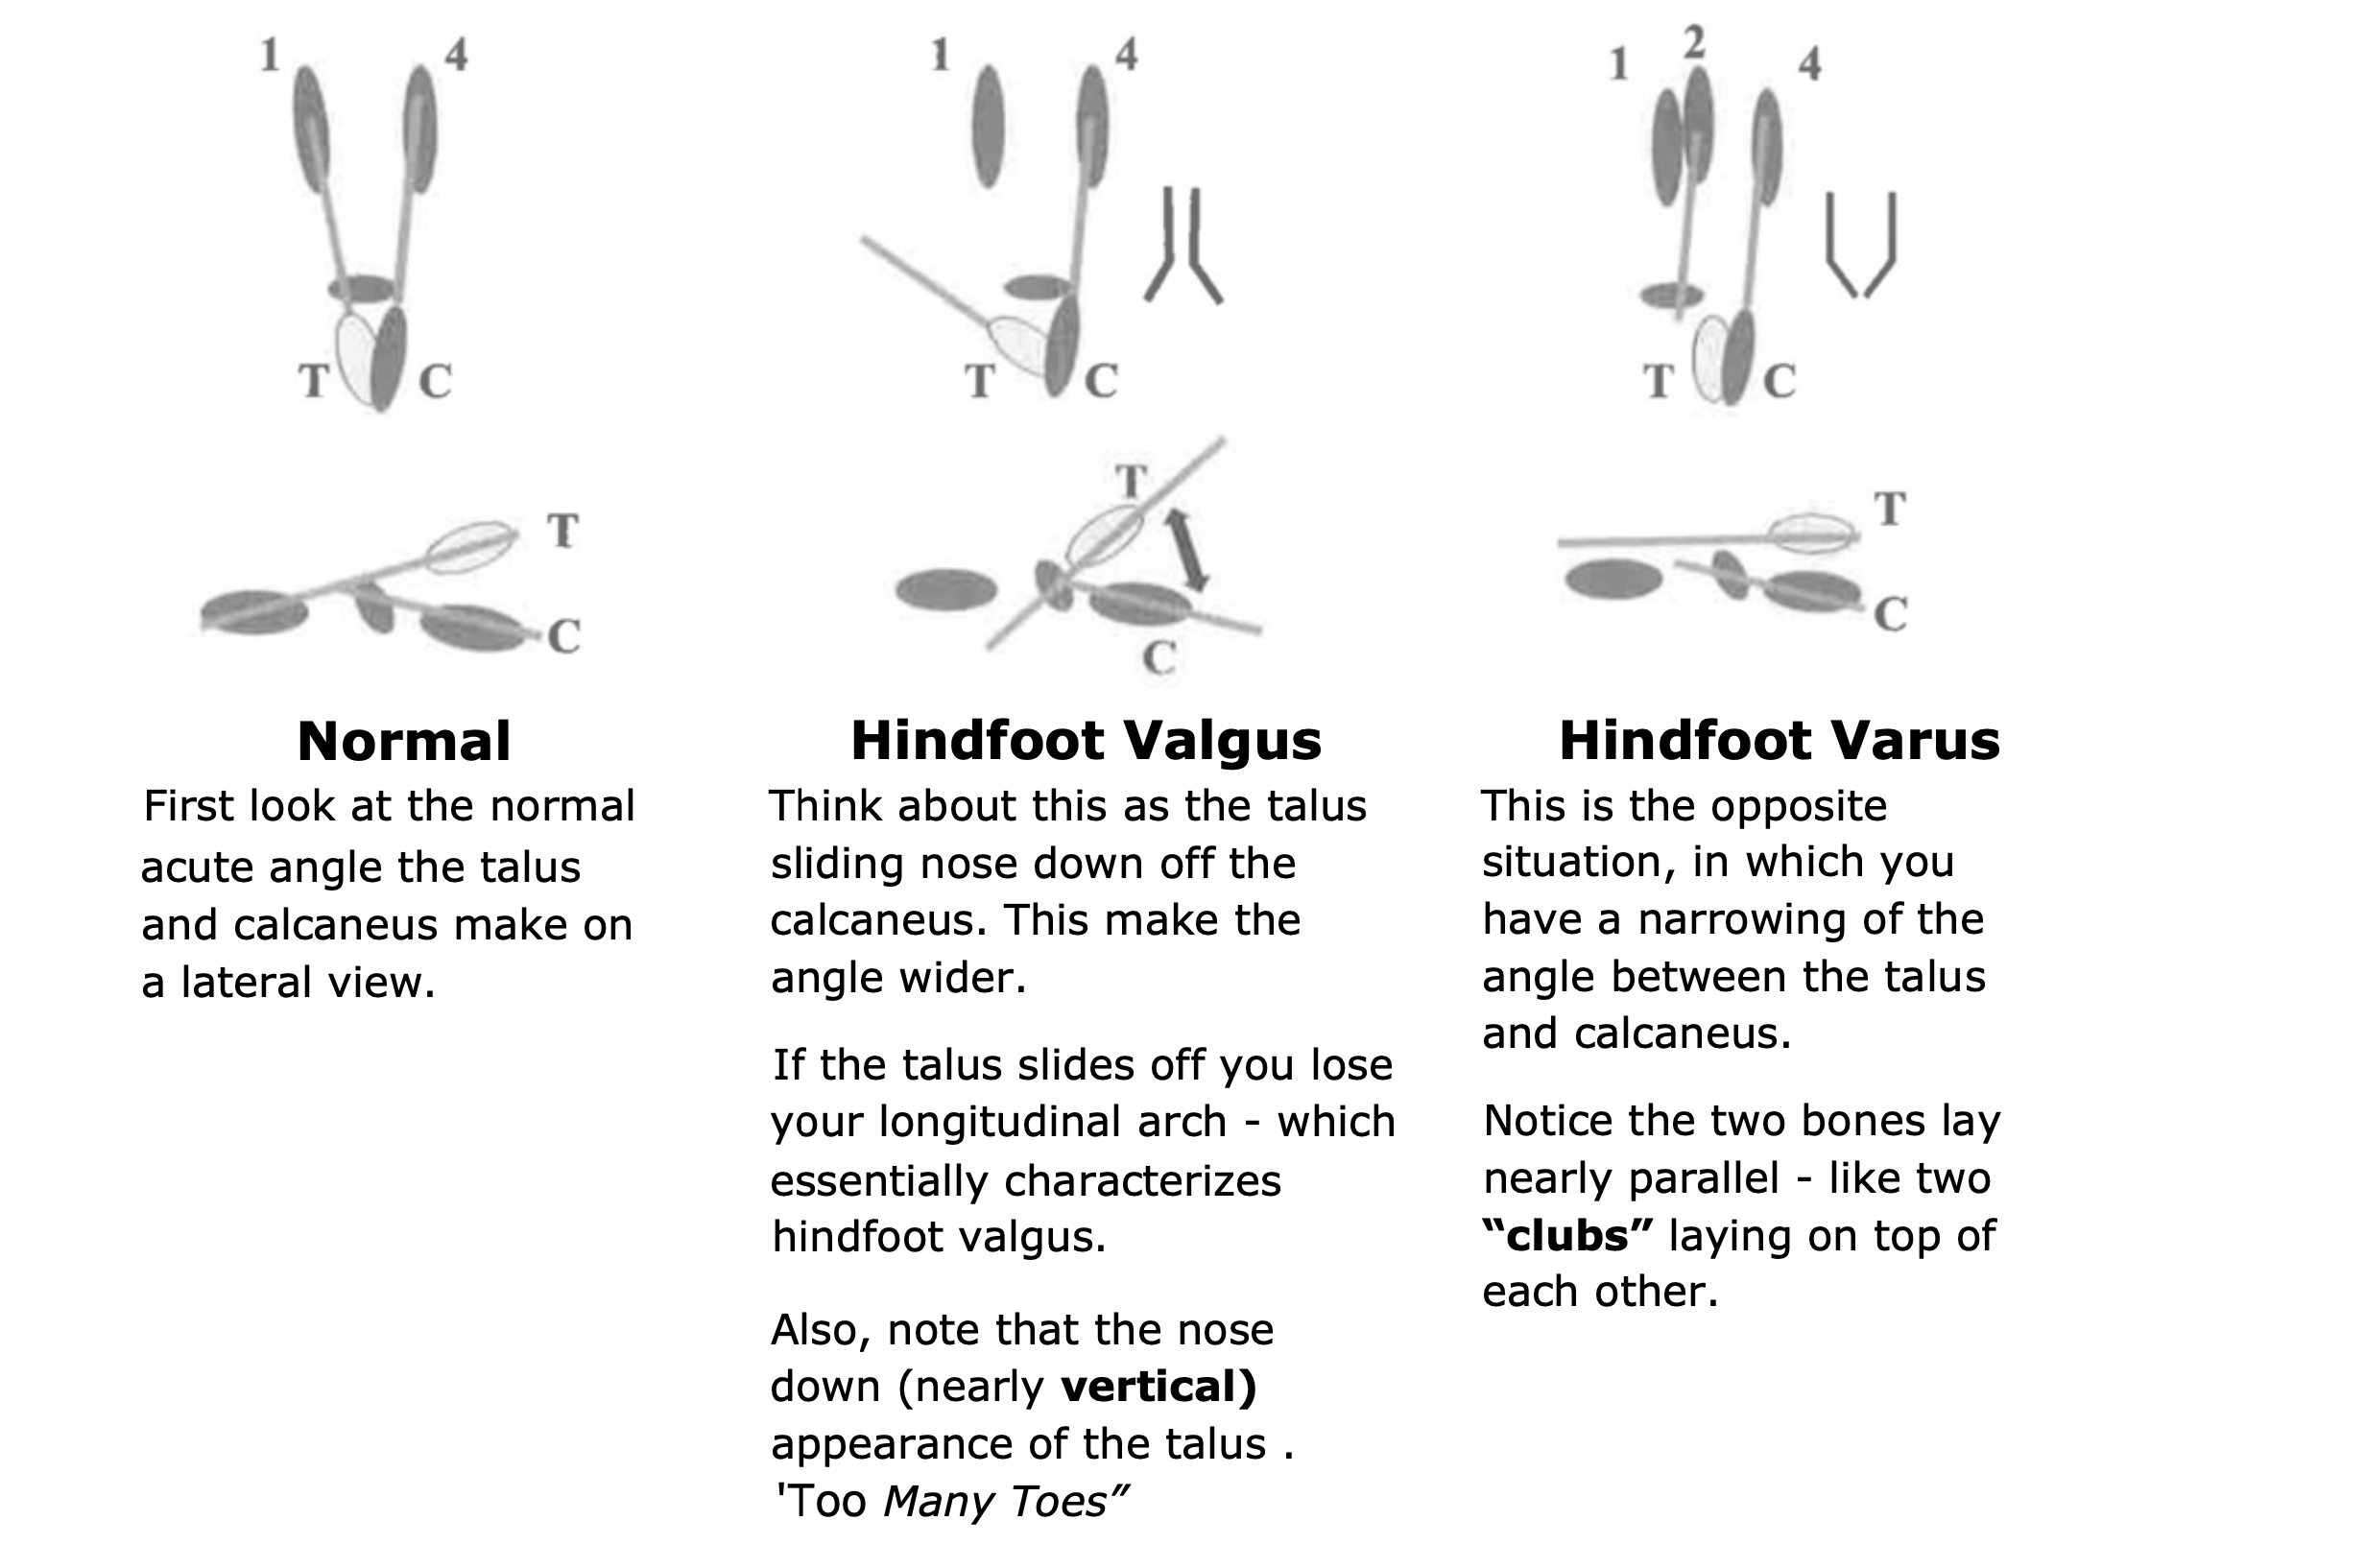 1 4
1 4
1 2 4
T C
T C
T C
T
C
T
C
T
C
Normal
First look at the normal
acute angle the talus
and calcaneus make on
a lateral view.
Hindfoot Valgus
Think about this as the talus
sliding nose down off the
calcaneus. This make the
angle wider.
If the talus slides off you lose
your longitudinal arch - which
essentially characterizes
hindfoot valgus.
Also, note that the nose
down (nearly vertical)
appearance of the talus .
'Too Many Toes”
Hindfoot Varus
This is the opposite
situation, in which you
have a narrowing of the
angle between the talus
and calcaneus.
Notice the two bones lay
nearly parallel - like two
“clubs” laying on top of
each other.